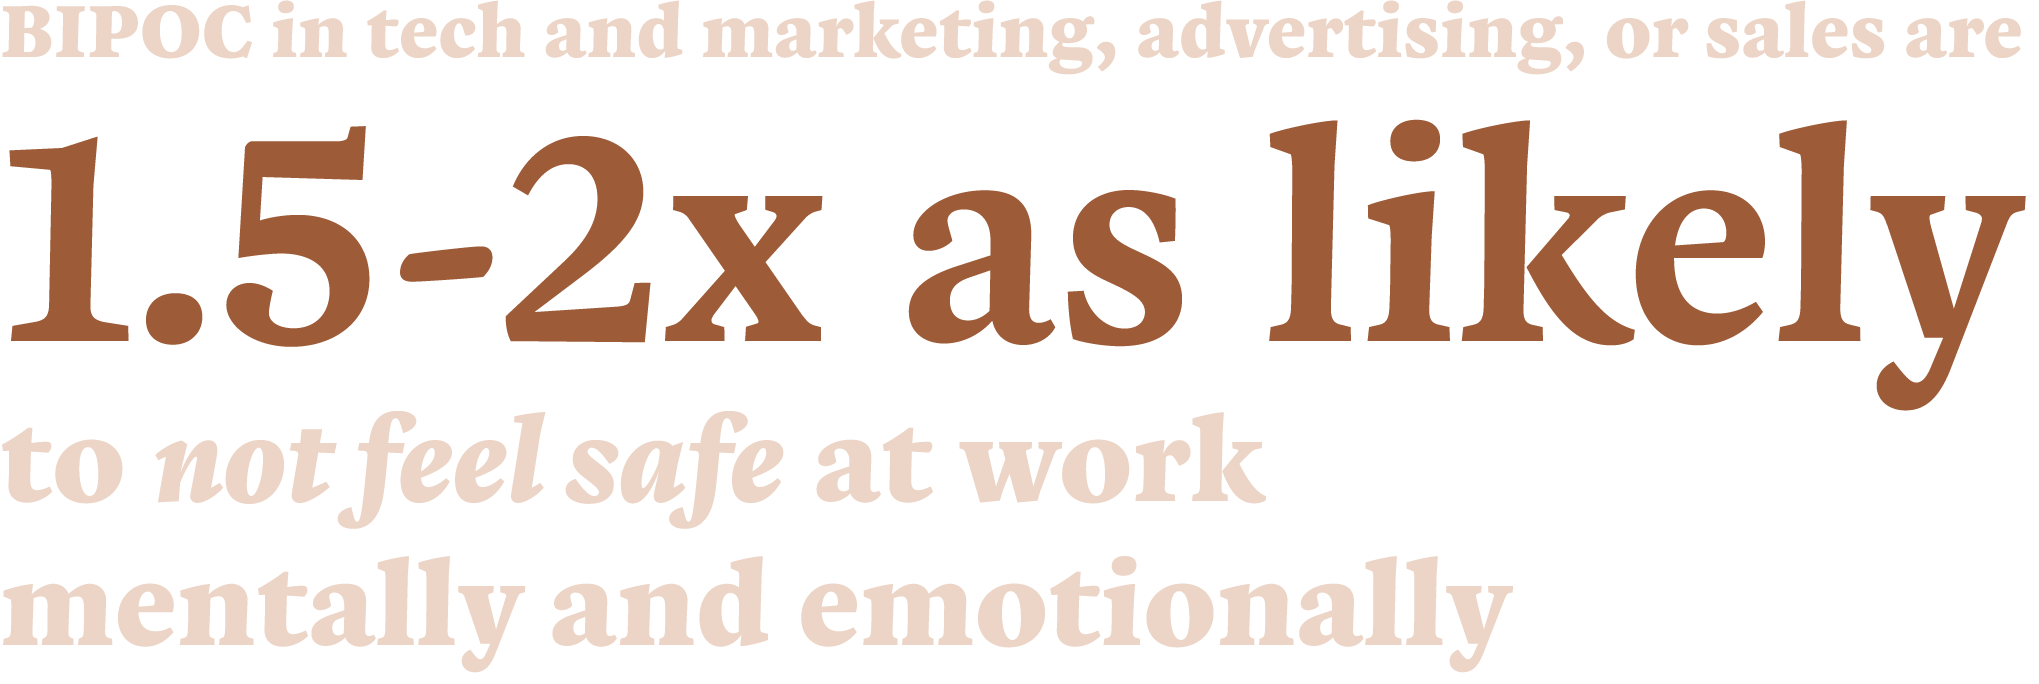 BIPOC in tech and marketing, advertising, or sales are
1.5-2x as likely
to not feel safe at work
mentally and emotionally